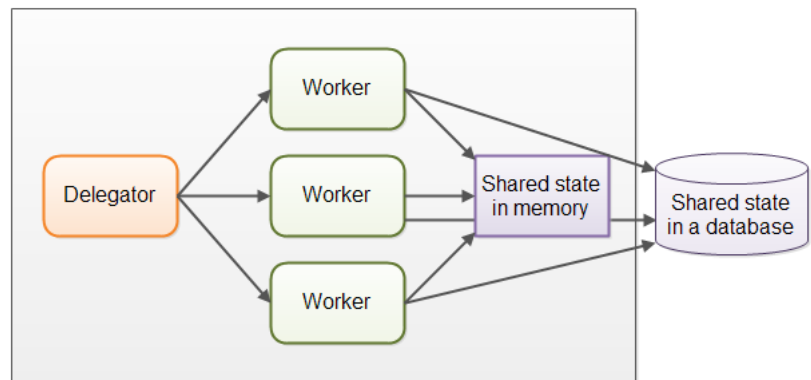 Worker
Delegator
Worker
Shared state
in memory
Shared state
in a database
Worker